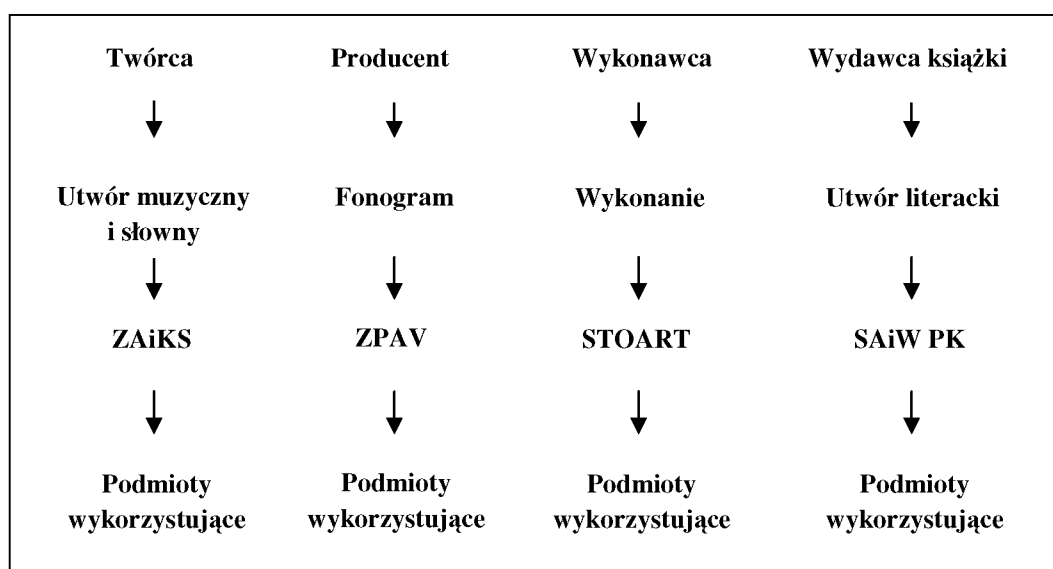 Twórca Producent Wykonawca Wydawca książki
Utwór muzyczny Fonogram Wykonanie Utwór literacki
i słowny
ZAiKS ZPAV STOART SAiW PK
Podmioty Podmioty Podmioty Podmioty
wykorzystujące wykorzystujące wykorzystujące wykorzystujące